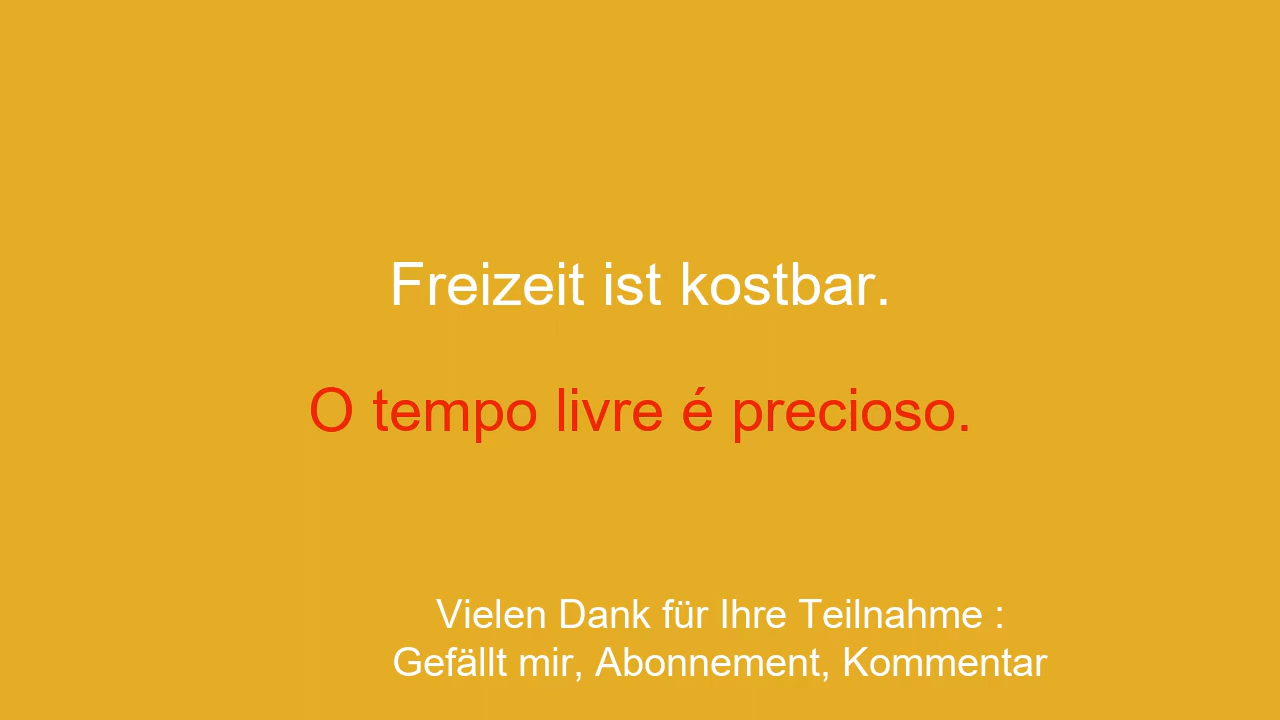 Freizeit ist kostbar.
O tempo livre é precioso.
Vielen Dank für Ihre Teilnahme :
Gefällt mir, Abonnement, Kommentar